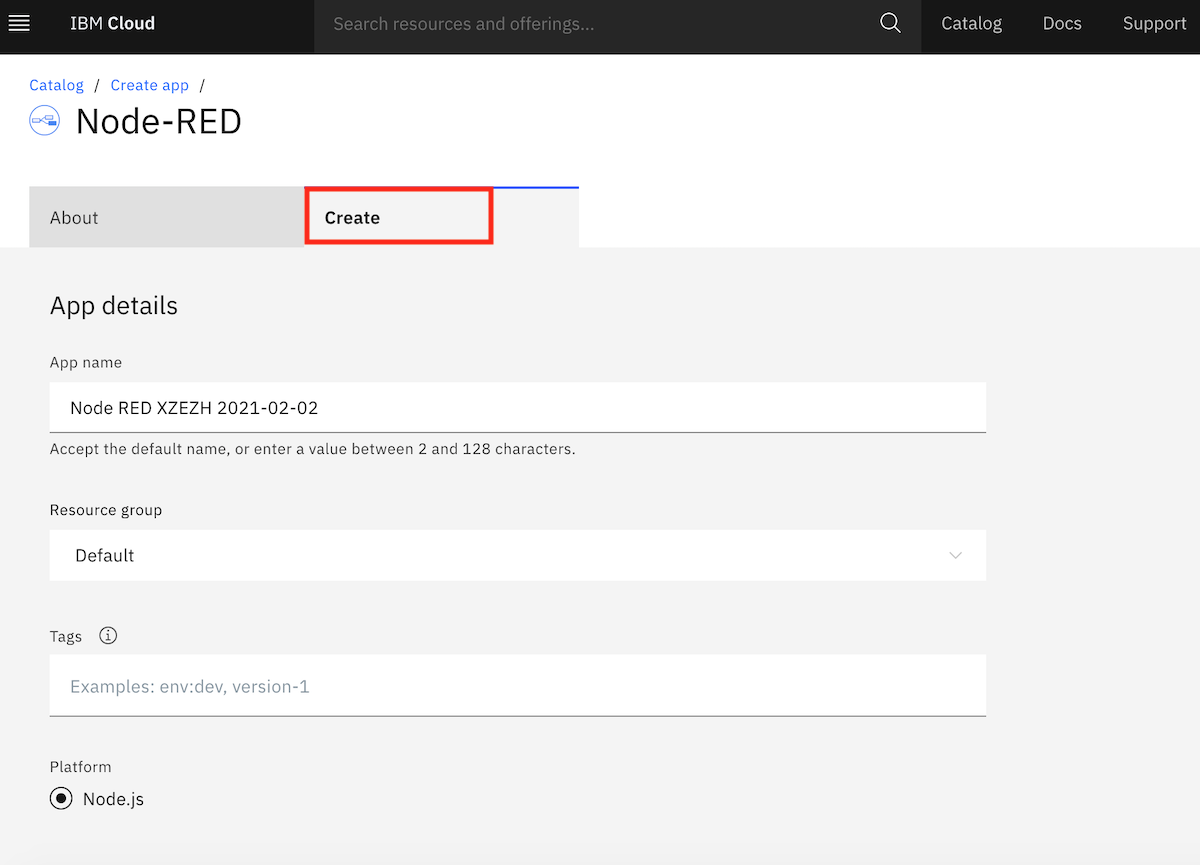 IBM Cloud
Search resources and offerings...
Catalog
Docs
Support
Catalog / Create app /
Node-RED
About
Create
App details
App name
Node RED XZEZH 2021-02-02
Accept the default name, or enter a value between 2 and 128 characters.
Resource group
Default
Tags
Examples: env:dev, version-1
Platform
Node.js